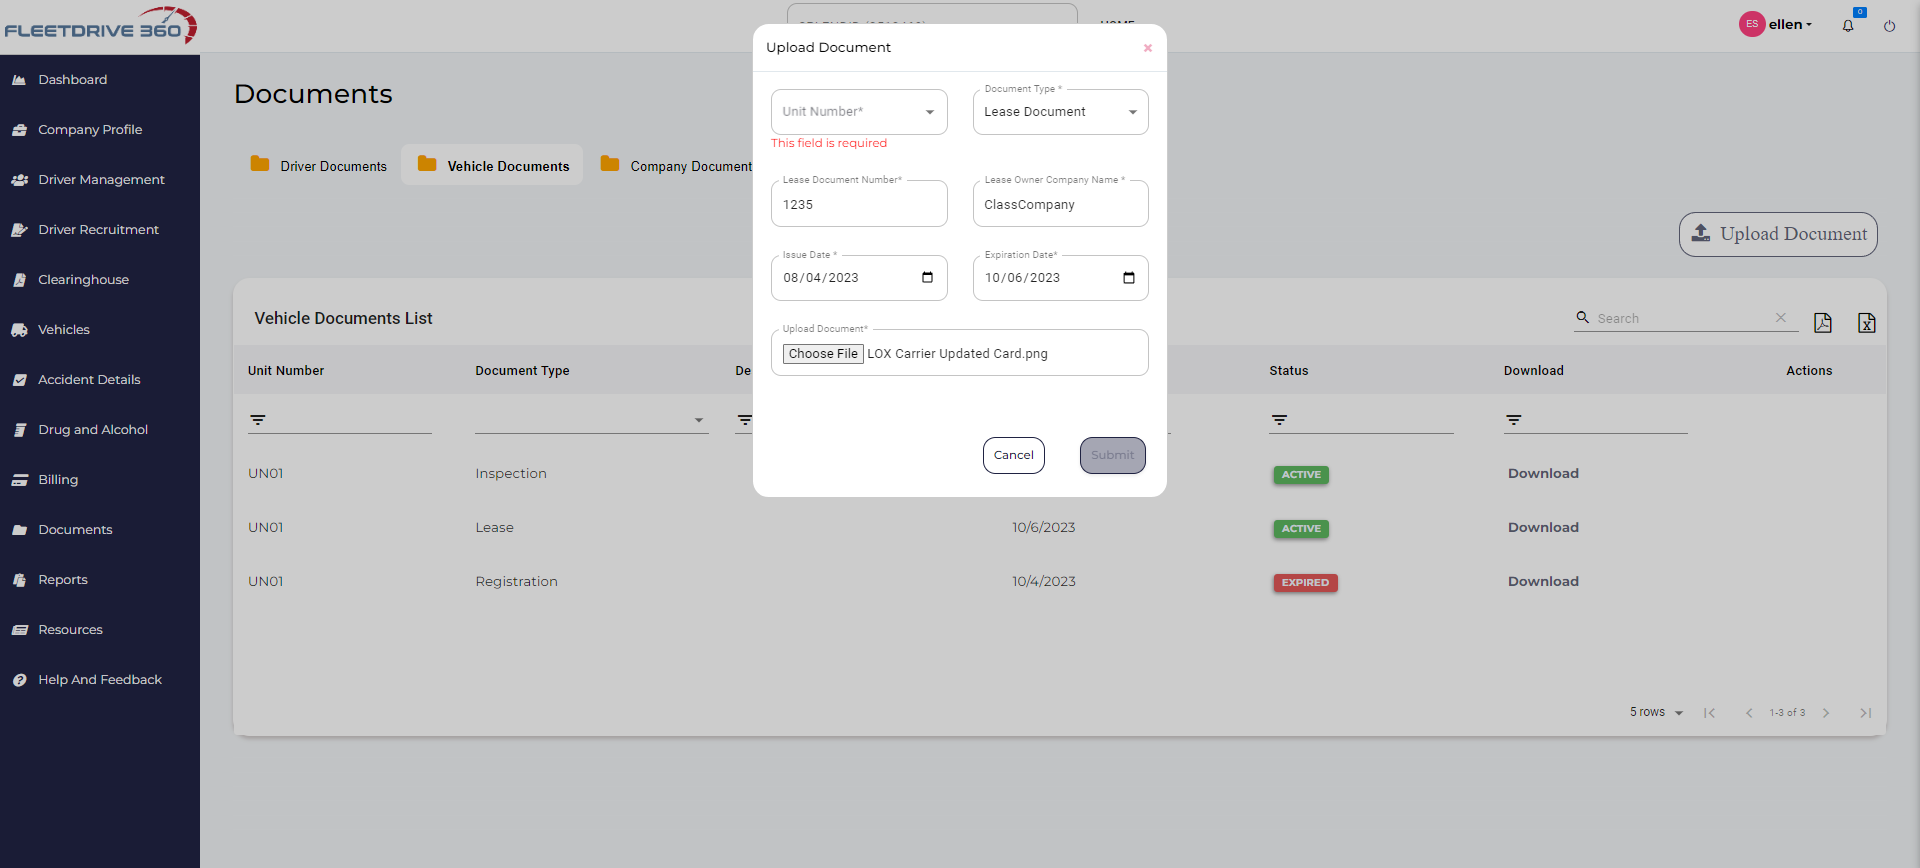 FLEETDRIVE 360
ES ellen
0
Dashboard
Company Profile
Driver Management
Driver Recruitment
Clearinghouse
Vehicles
Accident Details
Drug and Alcohol
Billing
Documents
Reports
Resources
Help And Feedback
Documents
Driver Documents
Vehicle Documents
Company Document
Upload Document
Vehicle Documents List
Search
Unit Number Document Type De Status Download Actions
UN01 Inspection ACTIVE Download
UN01 Lease 10/6/2023 ACTIVE Download
UN01 Registration 10/4/2023 EXPIRED Download
5 rows 1-3 of 3
Upload Document
Unit Number*
This field is required
Document Type *
Lease Document
Lease Document Number*
1235
Lease Owner Company Name *
ClassCompany
Issue Date *
08/04/2023
Expiration Date*
10/06/2023
Upload Document*
Choose File LOX Carrier Updated Card.png
Cancel
Submit